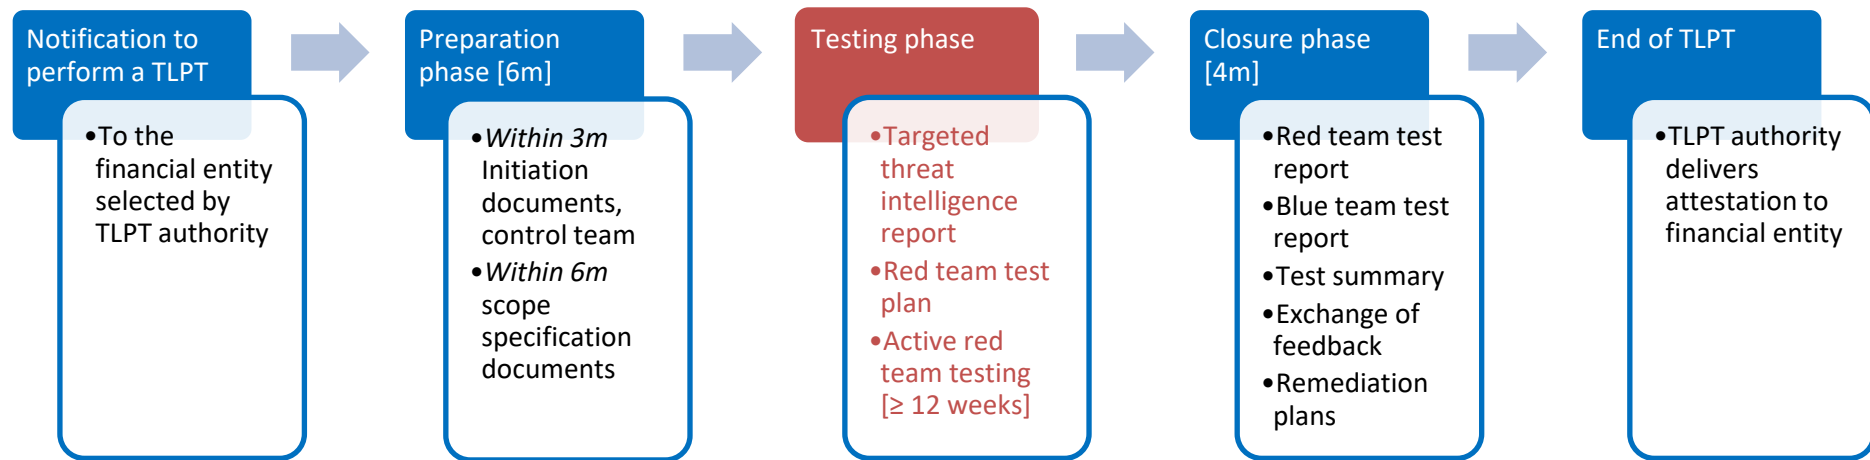 Notification to
perform a TLPT
•To the
financial entity
selected by
TLPT authority
Preparation
phase [6m]
•Within 3m
Initiation
documents,
control team
•Within 6m
scope
specification
documents
Testing phase
•Targeted
threat
intelligence
report
•Red team test
plan
•Active red
team testing
[≥ 12 weeks]
Closure phase
[4m]
•Red team test
report
•Blue team test
report
•Test summary
•Exchange of
feedback
•Remediation
plans
End of TLPT
•TLPT authority
delivers
attestation to
financial entity